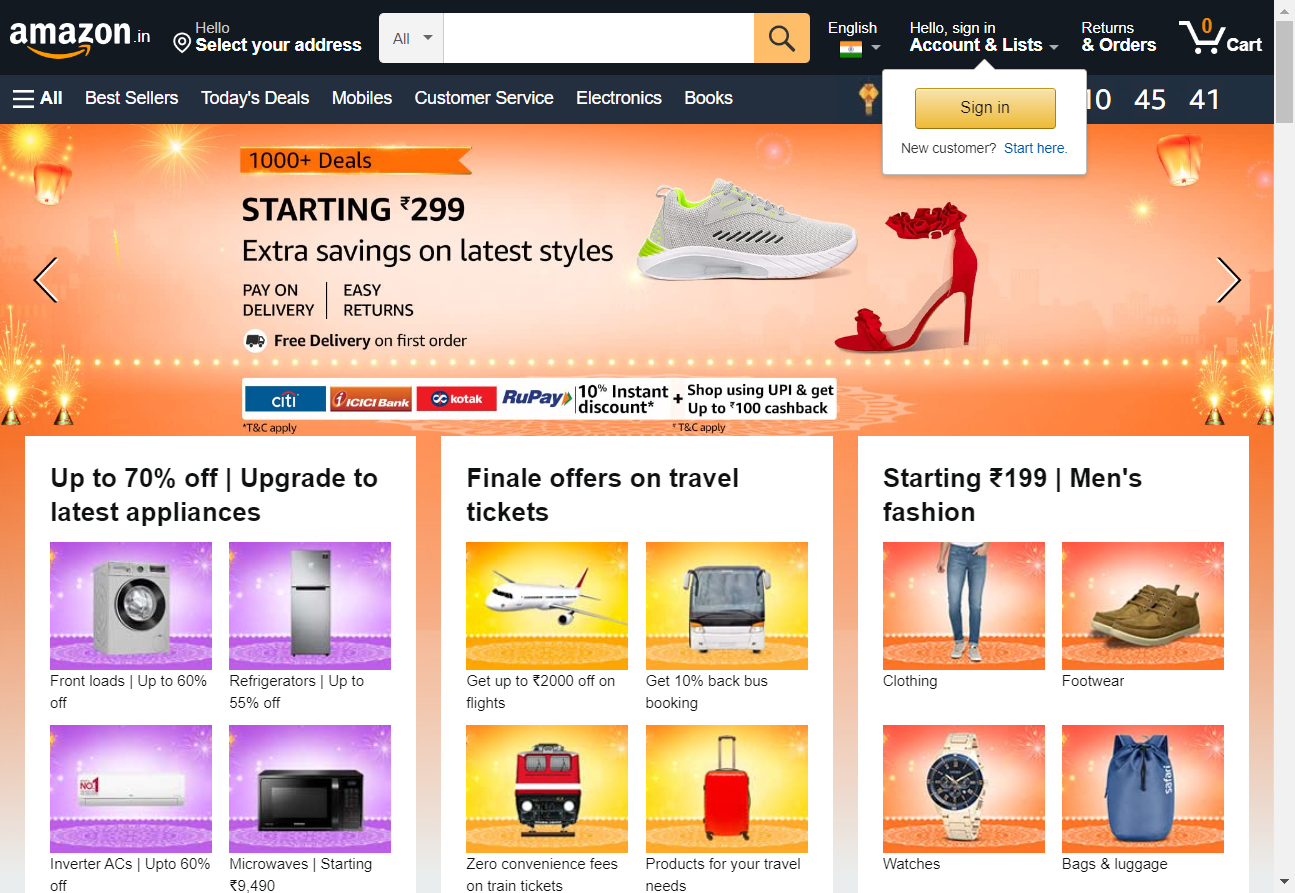 amazon.in
Hello
Select your address
All
English
Hello, sign in
Account & Lists
Returns
& Orders
0
Cart
All
Best Sellers
Today's Deals
Mobiles
Customer Service
Electronics
Books
10 45 41
Sign in
New customer? Start here.
1000+ Deals
STARTING ₹299
Extra savings on latest styles
PAY ON
DELIVERY
EASY
RETURNS
Free Delivery on first order
citi
ICICI Bank
kotak
RuPay
10% Instant
discount*
+
Shop using UPI & get
Up to ₹100 cashback
*T&C apply
T&C apply
Up to 70% off | Upgrade to
latest appliances
Front loads | Up to 60%
off
Refrigerators | Up to
55% off
NO.1
Inverter ACs | Upto 60%
off
Microwaves | Starting
₹9,490
Finale offers on travel
tickets
Get up to ₹2000 off on
flights
Get 10% back bus
booking
Zero convenience fees
on train tickets
Products for your travel
needs
Starting ₹199 | Men's
fashion
Clothing
Footwear
Watches
safari
Bags & luggage